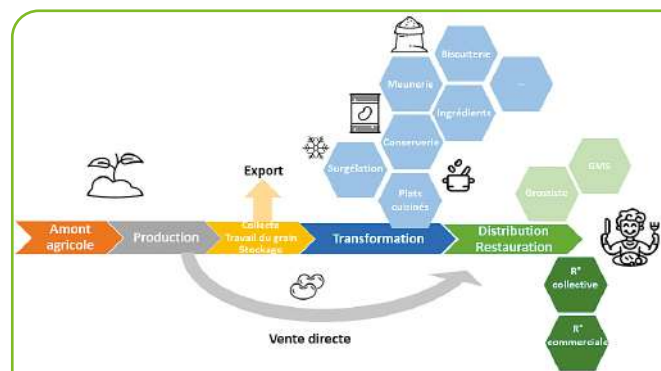 Biscuiterie
Meunerie
...
Ingrédients
Conserverie
Surgélation
Plats
cuisinés
Export
GMS
Grossiste
Amont
agricole
Production
Collecte
Travail du grain
Stockage
Transformation
Distribution
Restauration
R°
collective
R°
commerciale
Vente directe